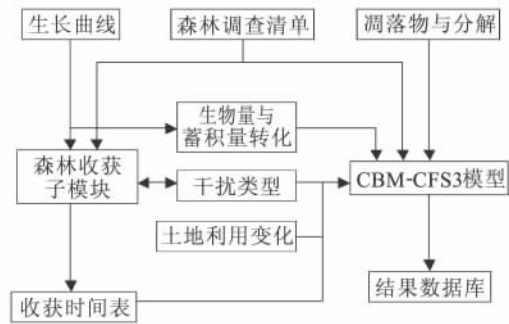 生长曲线
森林调查清单
凋落物与分解
生物量与
蓄积量转化
森林收获
子模块
干扰类型
CBM-CFS3模型
土地利用变化
收获时间表
结果数据库